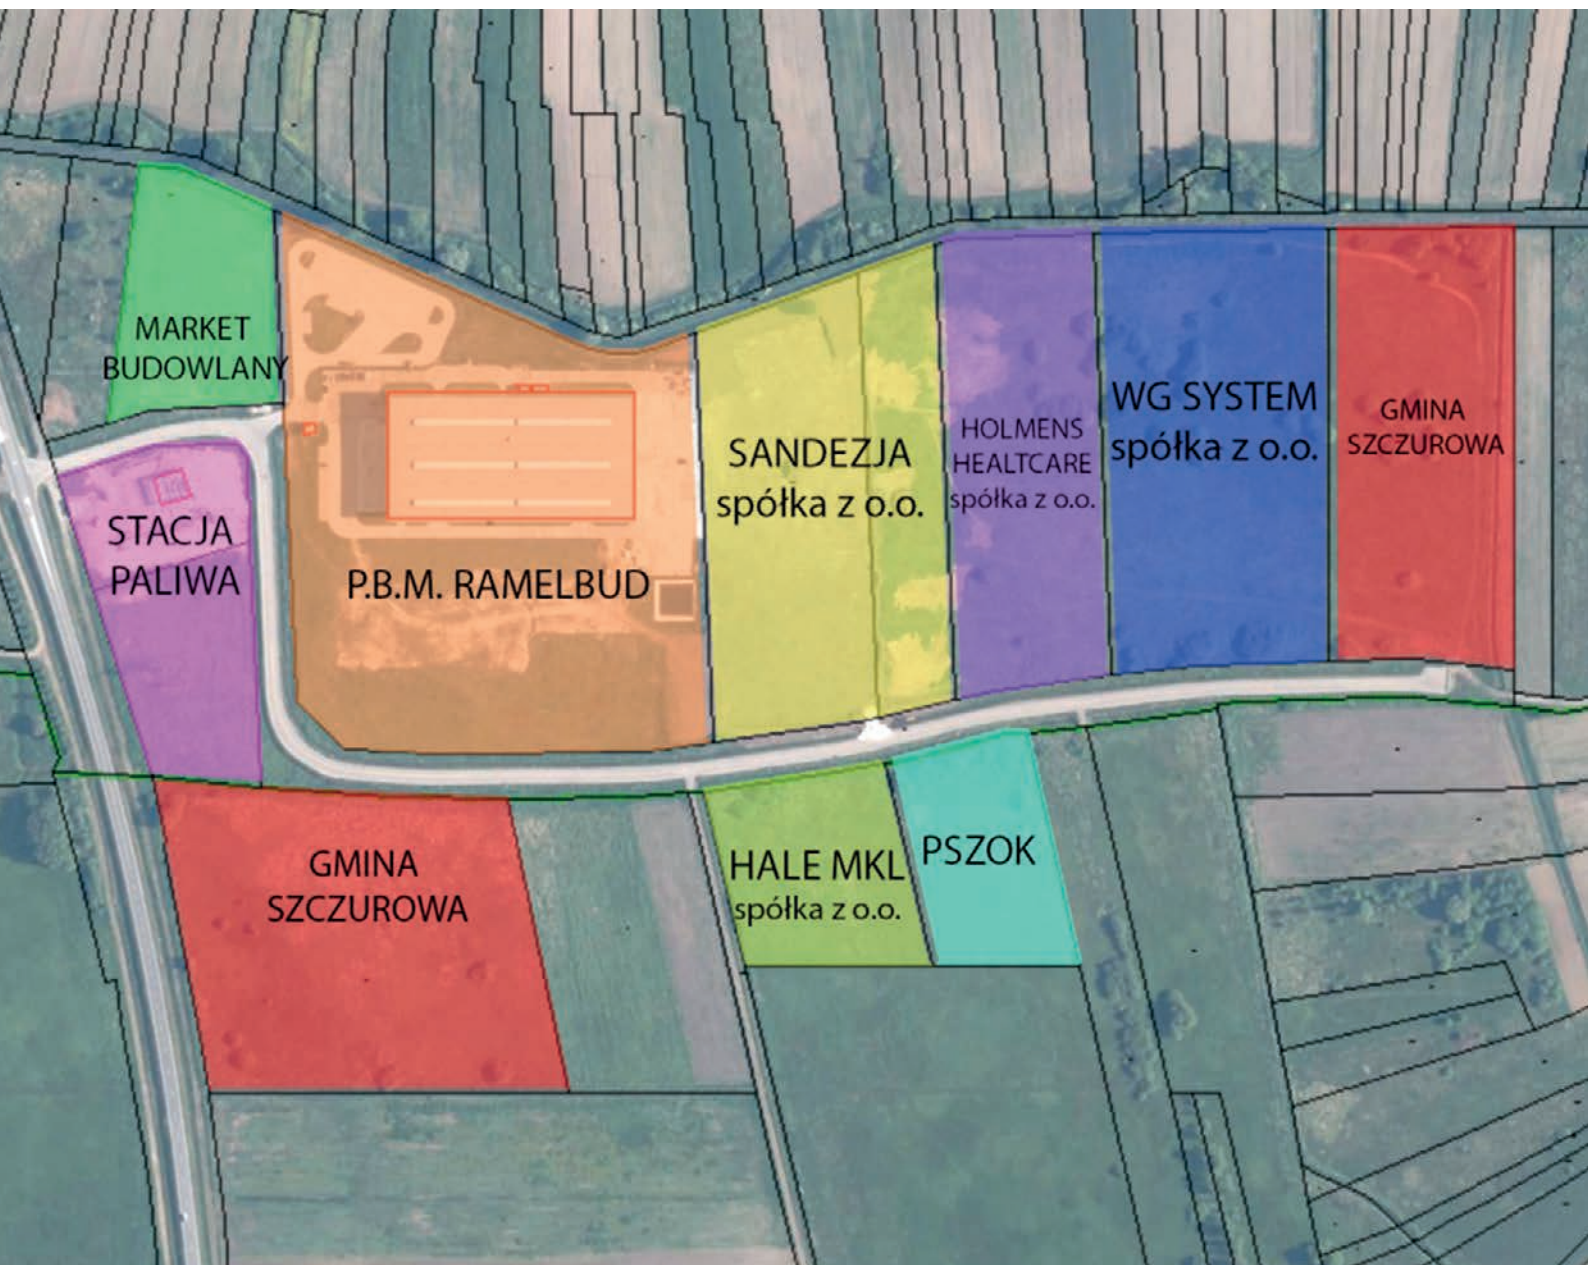 MARKET
BUDOWLANY
STACJA
PALIWA
P.B.M. RAMELBUD
SANDEZJA
spółka z o.o.
HOLMENS
HEALTCARE
spółka z o.o.
WG SYSTEM
spółka z o.o.
GMINA
SZCZUROWA
GMINA
SZCZUROWA
HALE MKL
spółka z o.o.
PSZOK